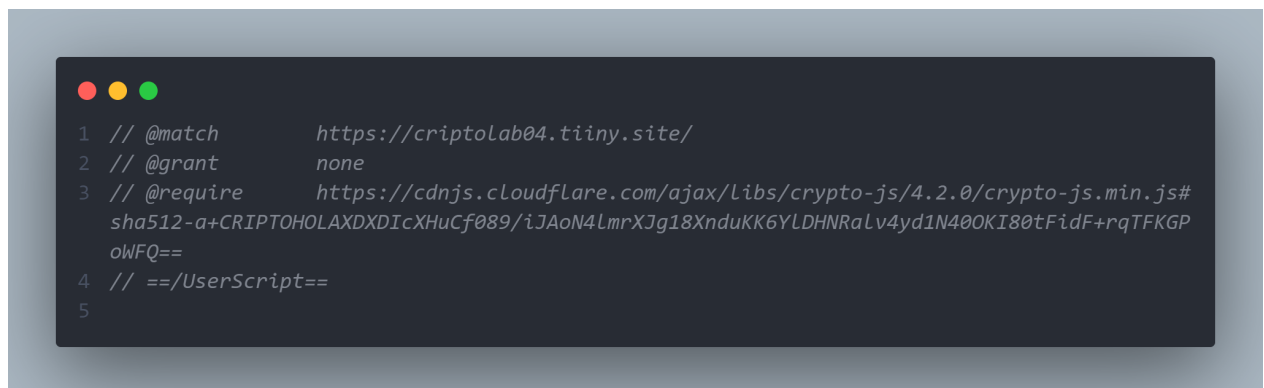 1 // @match        https://criptolab04.tiiny.site/
2 // @grant        none
3 // @require      https://cdnjs.cloudflare.com/ajax/libs/crypto-js/4.2.0/crypto-js.min.js#
sha512-a+CRIPTOHOLAXDXDIcXHuCf089/iJAoN4lmrXJg18XnduKK6YlDHNRalv4yd1N40OKI80tFidF+rqTFKGP
oWFQ==
4 // ==/UserScript==
5